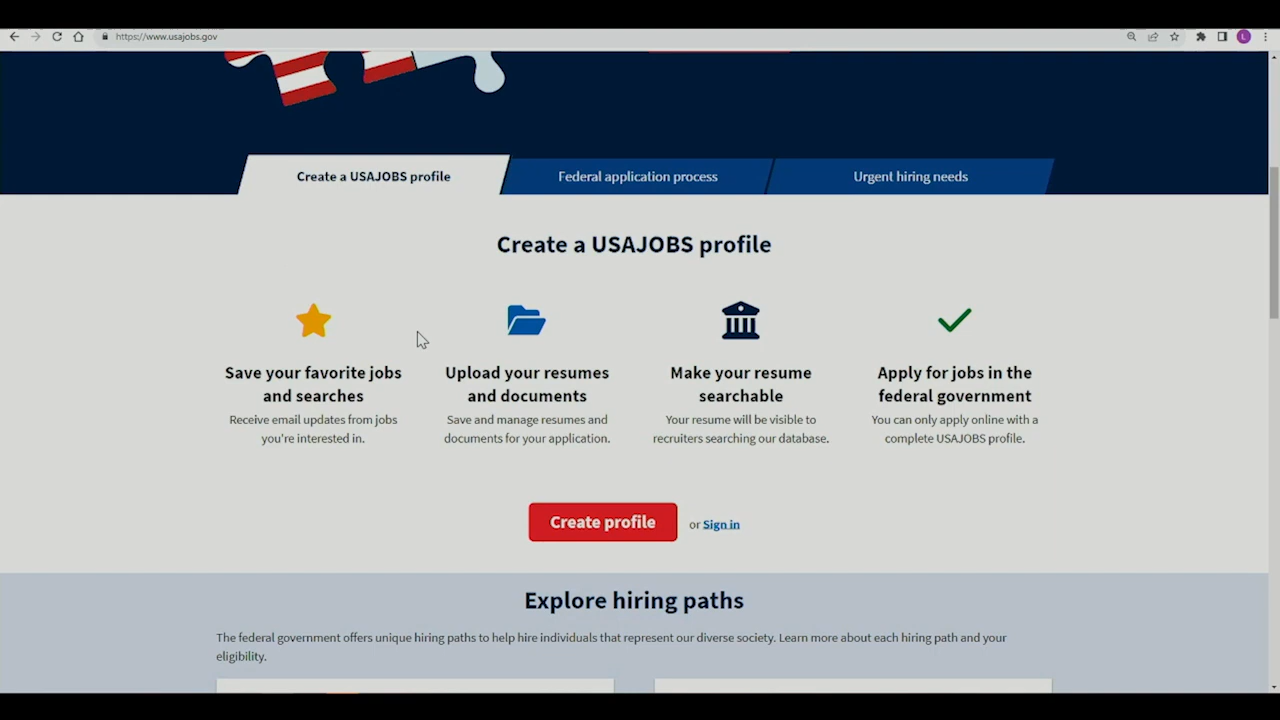 https://www.usajobs.gov
L
Create a USAJOBS profile
Federal application process
Urgent hiring needs
Create a USAJOBS profile
Save your favorite jobs
and searches
Receive email updates from jobs
you're interested in.
Upload your resumes
and documents
Save and manage resumes and
documents for your application.
Make your resume
searchable
Your resume will be visible to
recruiters searching our database.
Apply for jobs in the
federal government
You can only apply online with a
complete USAJOBS profile.
Create profile
or Sign in
Explore hiring paths
The federal government offers unique hiring paths to help hire individuals that represent our diverse society. Learn more about each hiring path and your
eligibility.